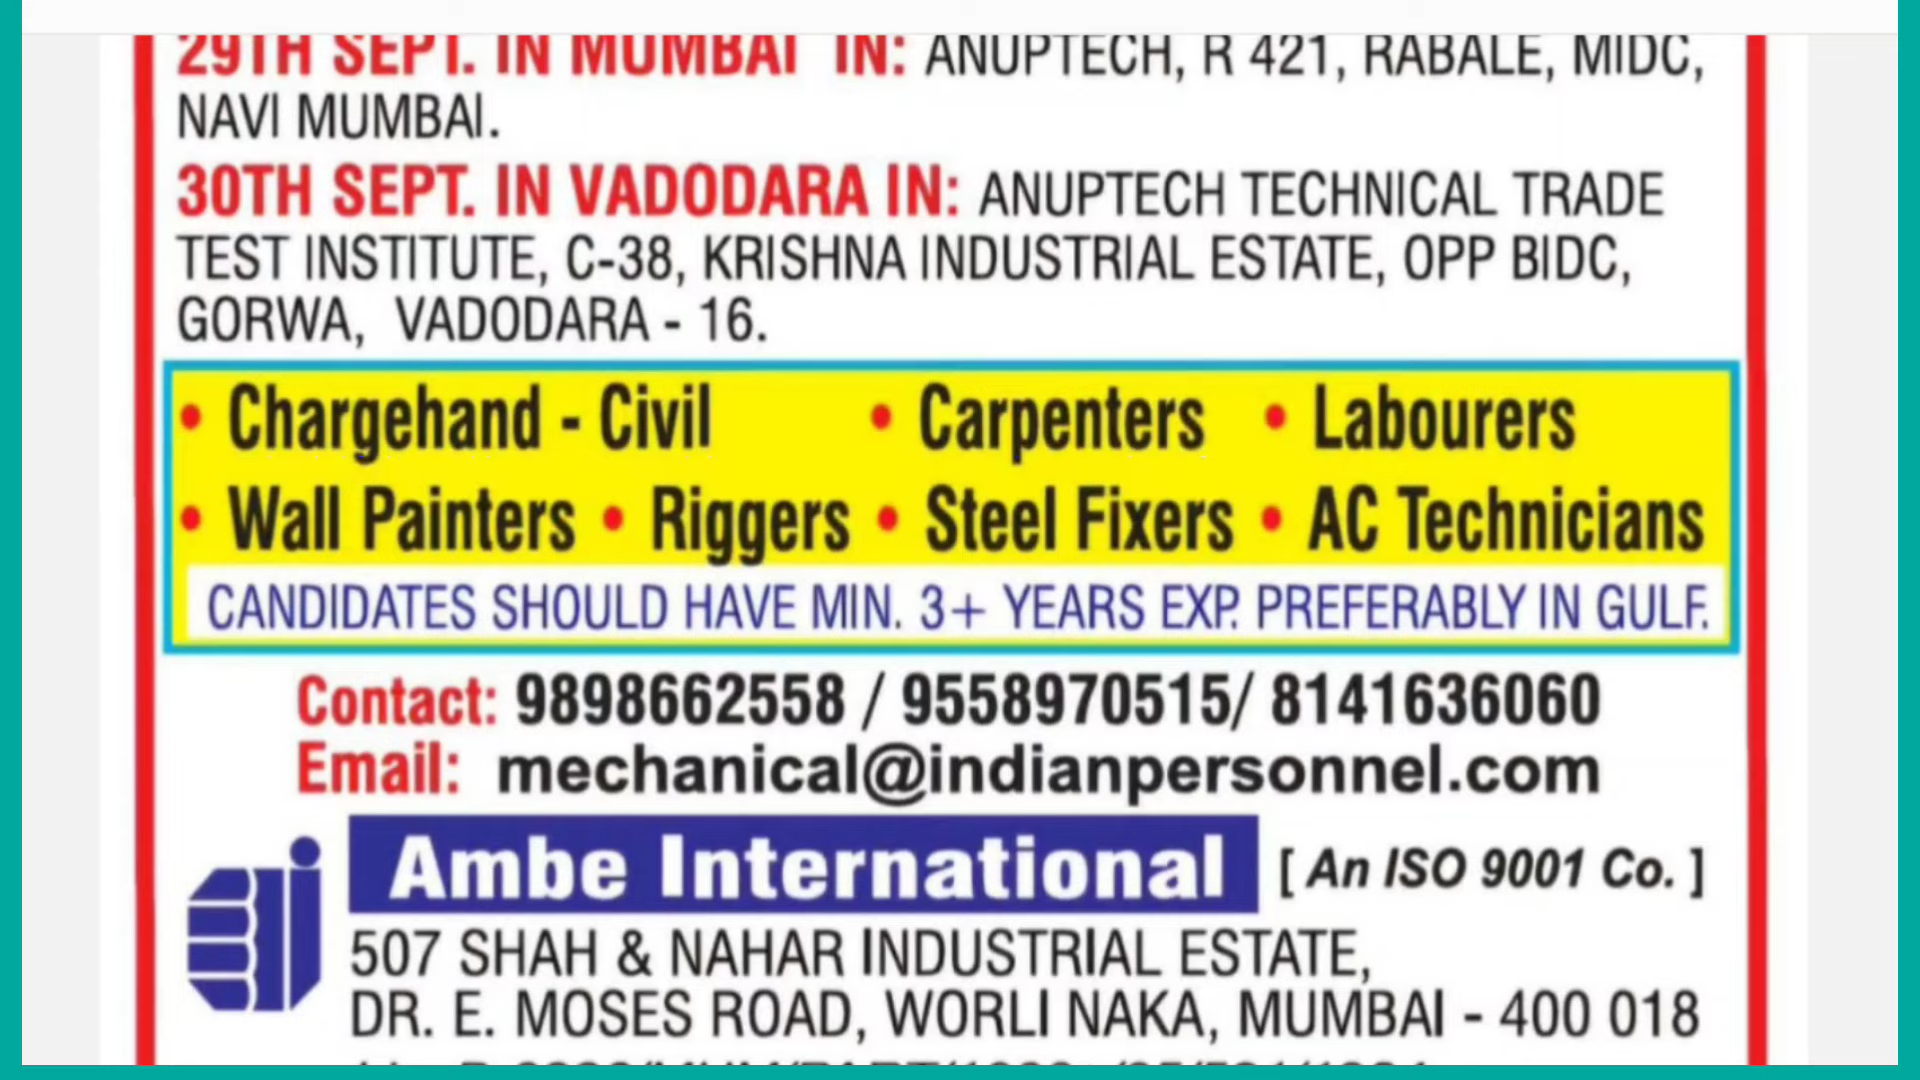 29TH SEPT. IN MUMBAI IN: ANUPTECH, R 421, RABALE, MIDC,
NAVI MUMBAI.
30TH SEPT. IN VADODARA IN: ANUPTECH TECHNICAL TRADE
TEST INSTITUTE, C-38, KRISHNA INDUSTRIAL ESTATE, OPP BIDC,
GORWA, VADODARA - 16.
• Chargehand - Civil • Carpenters • Labourers
• Wall Painters • Riggers • Steel Fixers • AC Technicians
CANDIDATES SHOULD HAVE MIN. 3+ YEARS EXP. PREFERABLY IN GULF.
Contact: 9898662558 / 9558970515/ 8141636060
Email: mechanical@indianpersonnel.com
Ambe International [ An ISO 9001 Co. ]
507 SHAH & NAHAR INDUSTRIAL ESTATE,
DR. E. MOSES ROAD, WORLI NAKA, MUMBAI - 400 018